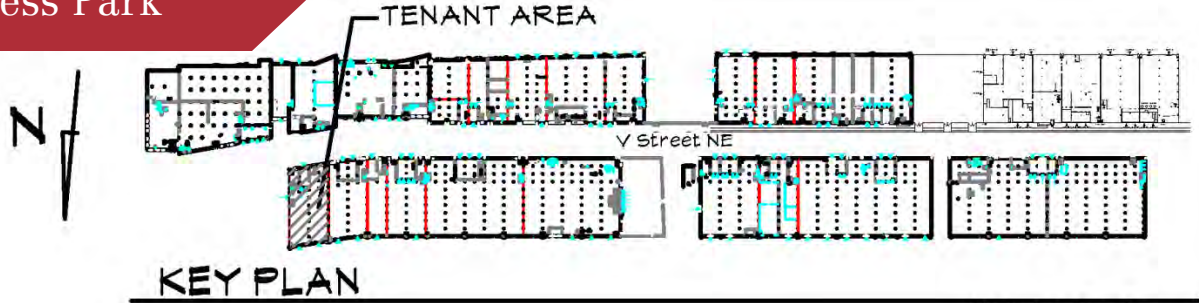 ess Park
TENANT AREA
N
V Street NE
KEY PLAN